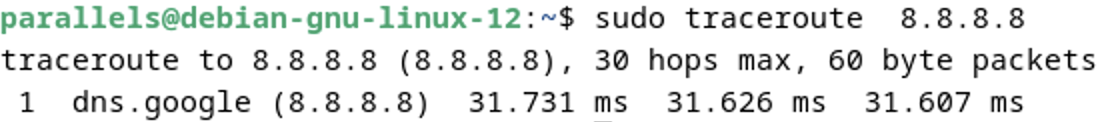 parallels@debian-gnu-linux-12:~$ sudo traceroute  8.8.8.8
traceroute to 8.8.8.8 (8.8.8.8), 30 hops max, 60 byte packets
 1  dns.google (8.8.8.8)  31.731 ms  31.626 ms  31.607 ms